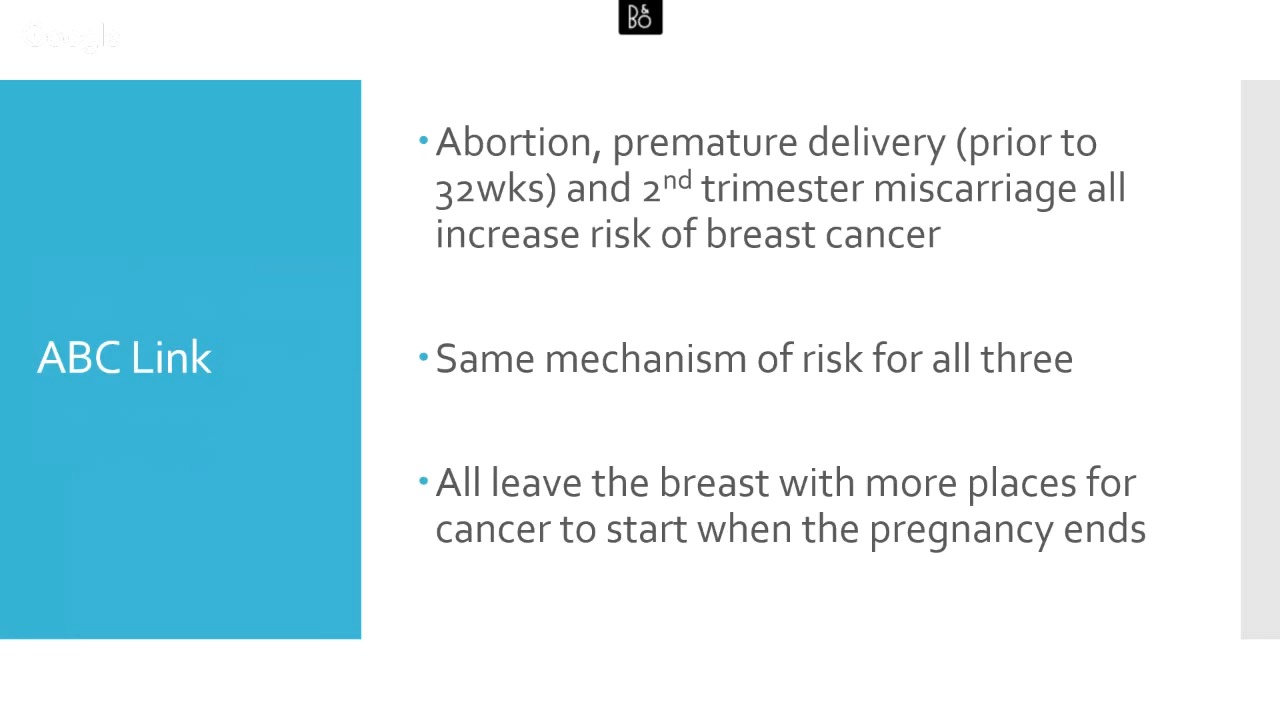 Google
B&O
• Abortion, premature delivery (prior to
32wks) and 2nd trimester miscarriage all
increase risk of breast cancer
ABC Link
• Same mechanism of risk for all three
• All leave the breast with more places for
cancer to start when the pregnancy ends